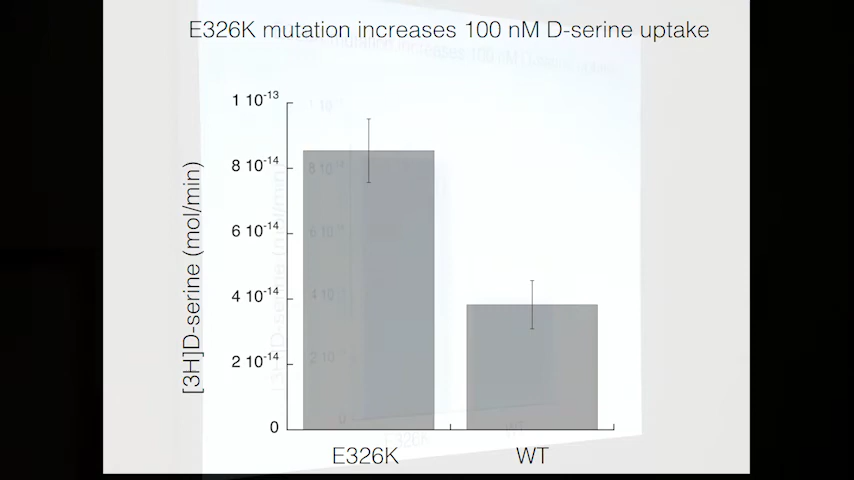 E326K mutation increases 100 nM D-serine uptake
1 10-13
8 10-14
6 10-14
4 10-14
2 10-14
0
[3H]D-serine (mol/min)
E326K
WT